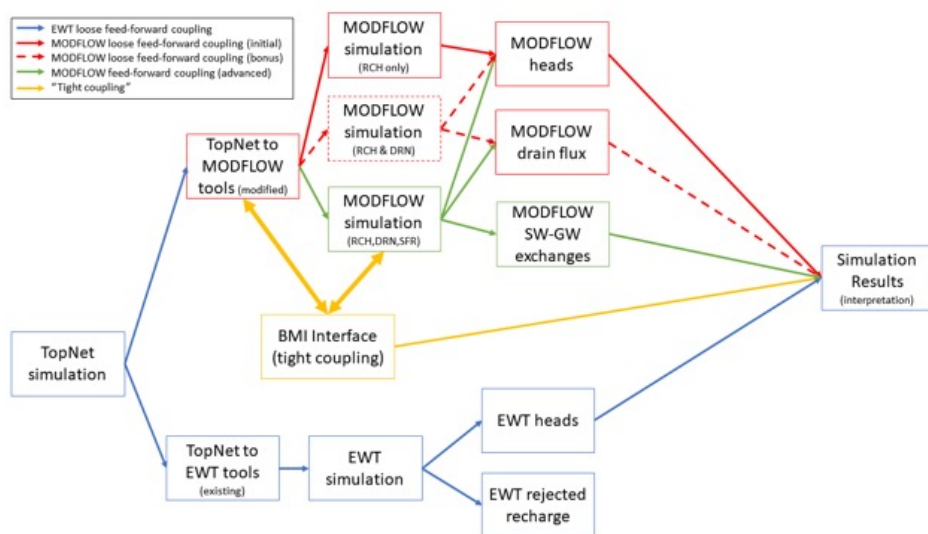 EWT loose feed-forward coupling
MODFLOW loose feed-forward coupling (initial)
MODFLOW loose feed-forward coupling (bonus)
MODFLOW feed-forward coupling (advanced)
"Tight coupling"
MODFLOW
simulation
(RCH only)
MODFLOW
heads
MODFLOW
simulation
(RCH & DRN)
MODFLOW
drain flux
TopNet to
MODFLOW
tools (modified)
MODFLOW
simulation
(RCH,DRN,SFR)
MODFLOW
SW-GW
exchanges
Simulation
Results
(interpretation)
BMI Interface
(tight coupling)
TopNet
simulation
EWT heads
TopNet to
EWT tools
(existing)
EWT
simulation
EWT rejected
recharge